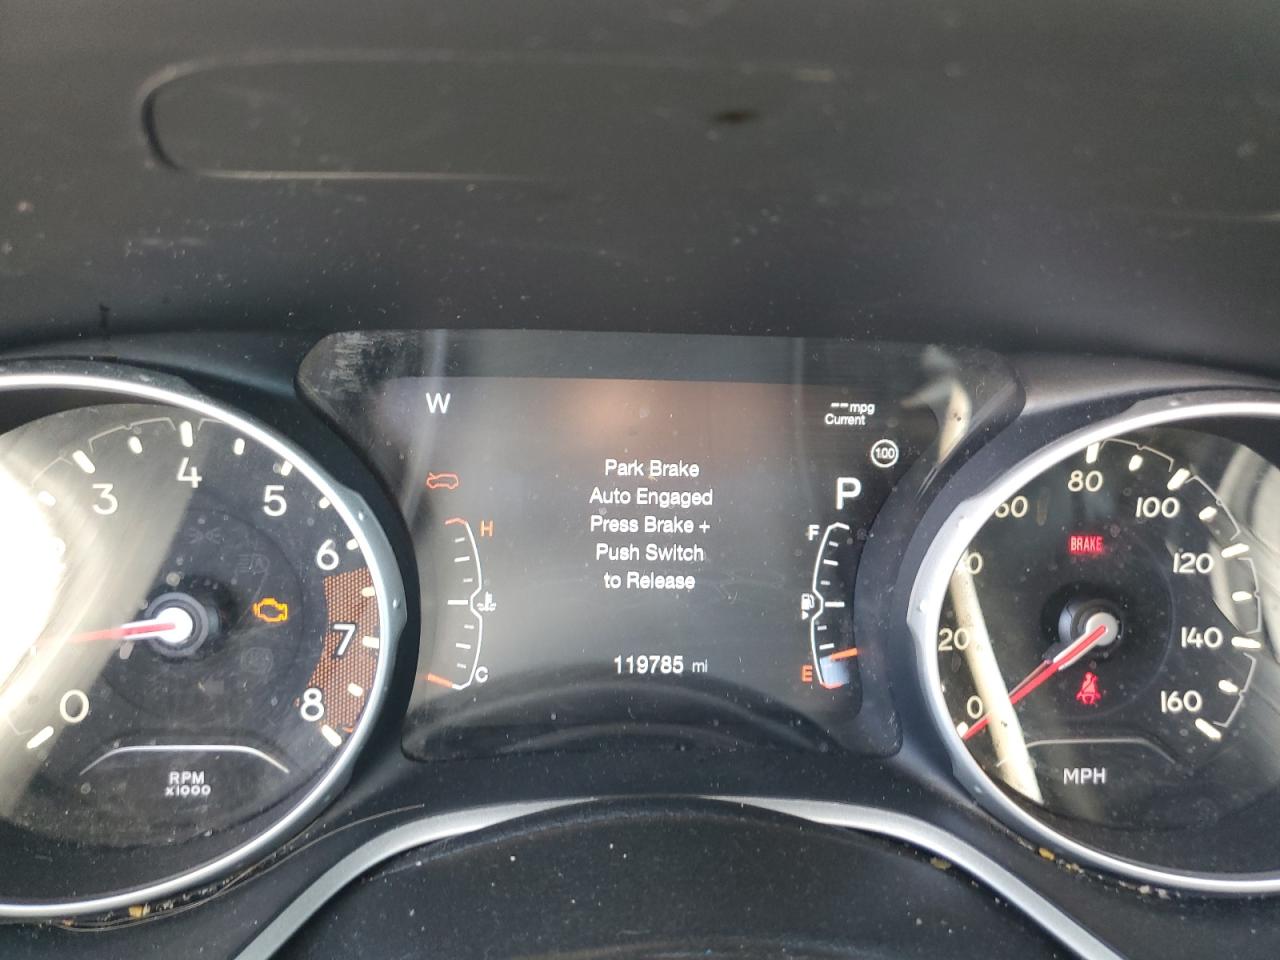 W
--mpg
Current
100
Park Brake
Auto Engaged
Press Brake +
Push Switch
to Release
P
H
C
F
E
119785 mi
0
3
4
5
6
7
8
RPM
x1000
0
20
80
100
120
140
160
BRAKE
MPH